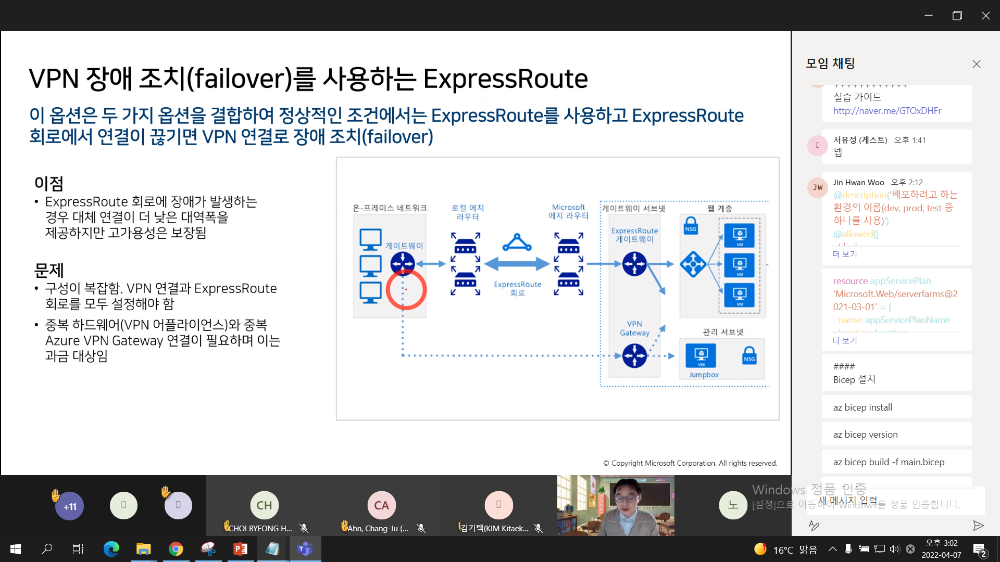 VPN 장애 조치(failover)를 사용하는 ExpressRoute
이 옵션은 두 가지 옵션을 결합하여 정상적인 조건에서는 ExpressRoute를 사용하고 ExpressRoute
회로에서 연결이 끊기면 VPN 연결로 장애 조치(failover)
이점
• ExpressRoute 회로에 장애가 발생하는
경우 대체 연결이 더 낮은 대역폭을
제공하지만 고가용성은 보장됨
문제
• 구성이 복잡함. VPN 연결과 ExpressRoute
회로를 모두 설정해야 함
• 중복 하드웨어(VPN 어플라이언스)와 중복
Azure VPN Gateway 연결이 필요하며 이는
과금 대상임
온-프레미스 네트워크
게이트웨이
로컬 에지
라우터
ExpressRoute
회로
Microsoft
에지 라우터
게이트웨이 서브넷
ExpressRoute
게이트웨이
VPN
Gateway
웹 계층
NSG
VM
VM
VM
관리 서브넷
VM
Jumpbox
NSG
© Copyright Microsoft Corporation. All rights reserved.
모임 채팅
실습 가이드
http://naver.me/GTOxDHFr
서유정 (게스트) 오후 1:41
넵
JW
Jin Hwan Woo 오후 2:12
@description('배포하려고 하는
환경의 이름(dev, prod, test 중
하나를 사용)')
@allowed([
더 보기
resource appServicePlan
'Microsoft.Web/serverfarms@2
021-03-01' = {
name: appServicePlanName
더 보기
####
Bicep 설치
az bicep install
az bicep version
az bicep build -f main.bicep
새 메시지 입력
Windows 정품 인증
[설정]으로 이동하여 Windows를 정품 인증합니다.
+11
CH
CHOI BYEONG H...
CA
Ahn, Chang-Ju (...
김기택(KIM Kitaek...
노
16°C 맑음
오후 3:02
2022-04-07
2